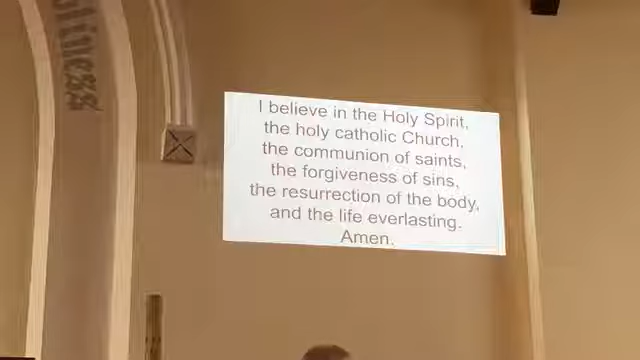 I believe in the Holy Spirit,
the holy catholic Church,
the communion of saints,
the forgiveness of sins,
the resurrection of the body,
and the life everlasting.
Amen.